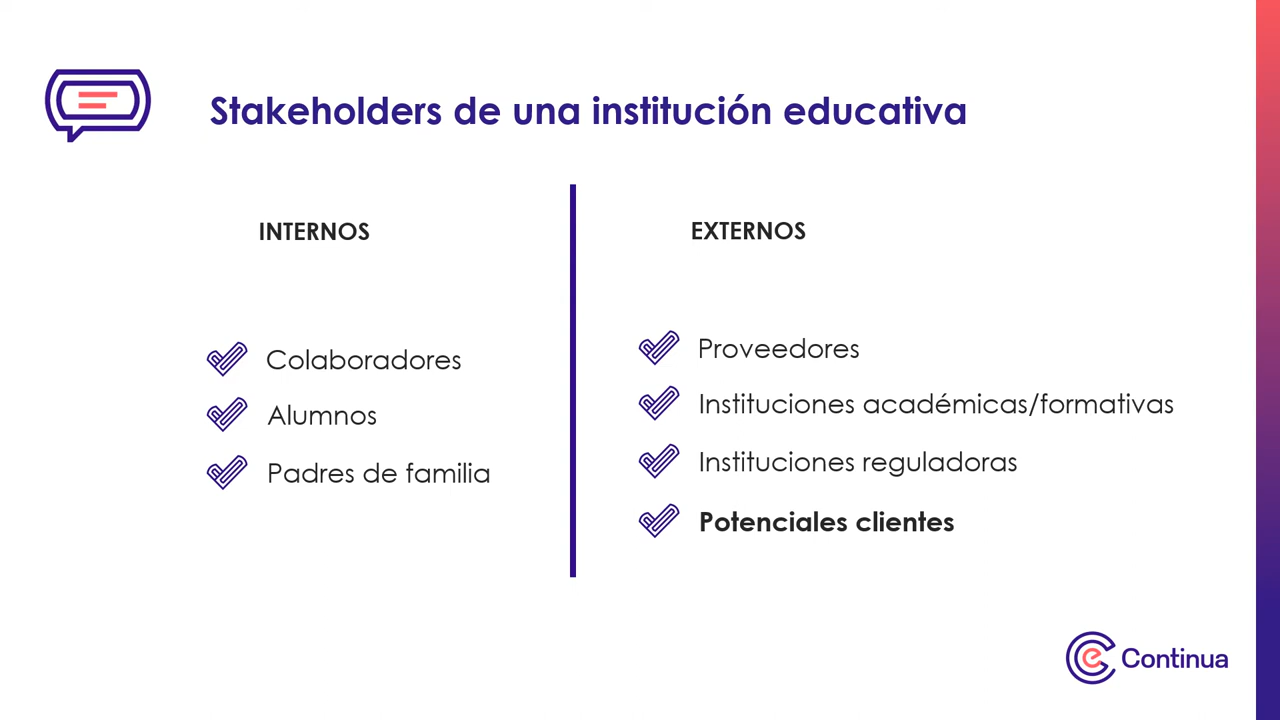 Stakeholders de una institución educativa
INTERNOS
Colaboradores
Alumnos
Padres de familia
EXTERNOS
Proveedores
Instituciones académicas/formativas
Instituciones reguladoras
Potenciales clientes
e Continua